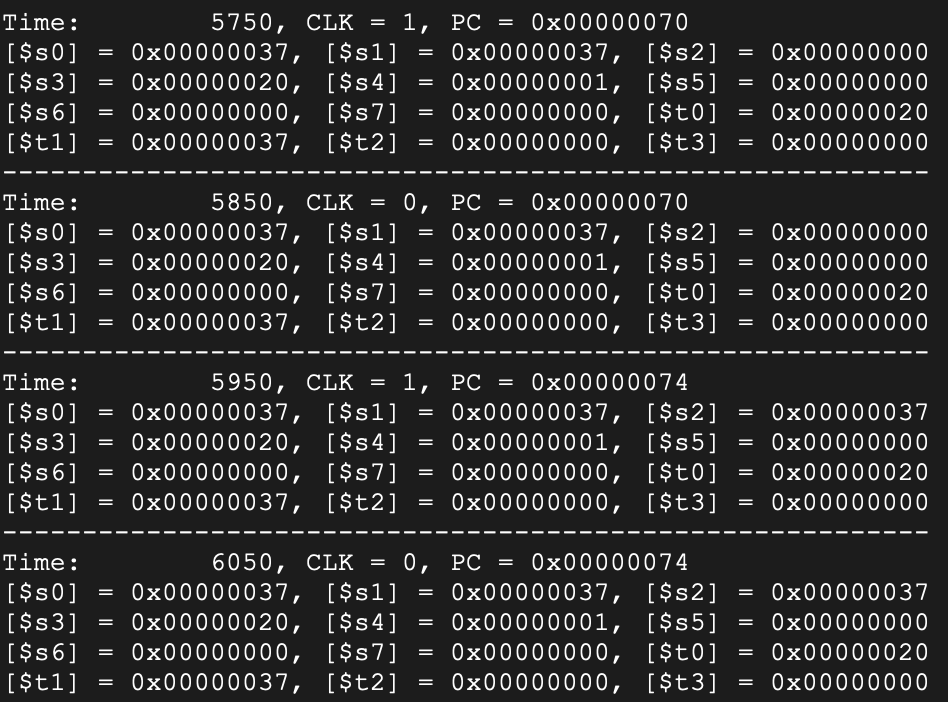 Time:        5750, CLK = 1, PC = 0x00000070
[$s0] = 0x00000037, [$s1] = 0x00000037, [$s2] = 0x00000000
[$s3] = 0x00000020, [$s4] = 0x00000001, [$s5] = 0x00000000
[$s6] = 0x00000000, [$s7] = 0x00000000, [$t0] = 0x00000020
[$t1] = 0x00000037, [$t2] = 0x00000000, [$t3] = 0x00000000
----------------------------------------------------------
Time:        5850, CLK = 0, PC = 0x00000070
[$s0] = 0x00000037, [$s1] = 0x00000037, [$s2] = 0x00000000
[$s3] = 0x00000020, [$s4] = 0x00000001, [$s5] = 0x00000000
[$s6] = 0x00000000, [$s7] = 0x00000000, [$t0] = 0x00000020
[$t1] = 0x00000037, [$t2] = 0x00000000, [$t3] = 0x00000000
----------------------------------------------------------
Time:        5950, CLK = 1, PC = 0x00000074
[$s0] = 0x00000037, [$s1] = 0x00000037, [$s2] = 0x00000037
[$s3] = 0x00000020, [$s4] = 0x00000001, [$s5] = 0x00000000
[$s6] = 0x00000000, [$s7] = 0x00000000, [$t0] = 0x00000020
[$t1] = 0x00000037, [$t2] = 0x00000000, [$t3] = 0x00000000
----------------------------------------------------------
Time:        6050, CLK = 0, PC = 0x00000074
[$s0] = 0x00000037, [$s1] = 0x00000037, [$s2] = 0x00000037
[$s3] = 0x00000020, [$s4] = 0x00000001, [$s5] = 0x00000000
[$s6] = 0x00000000, [$s7] = 0x00000000, [$t0] = 0x00000020
[$t1] = 0x00000037, [$t2] = 0x00000000, [$t3] = 0x00000000